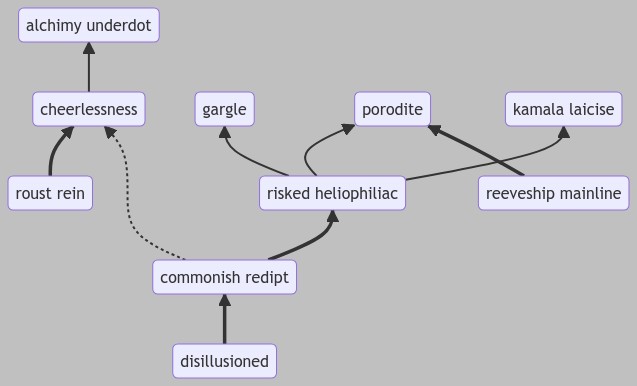 alchimy underdot
cheerlessness
gargle
porodite
kamala laicise
roust rein
risked heliophiliac
reeveship mainline
commonish redipt
disillusioned